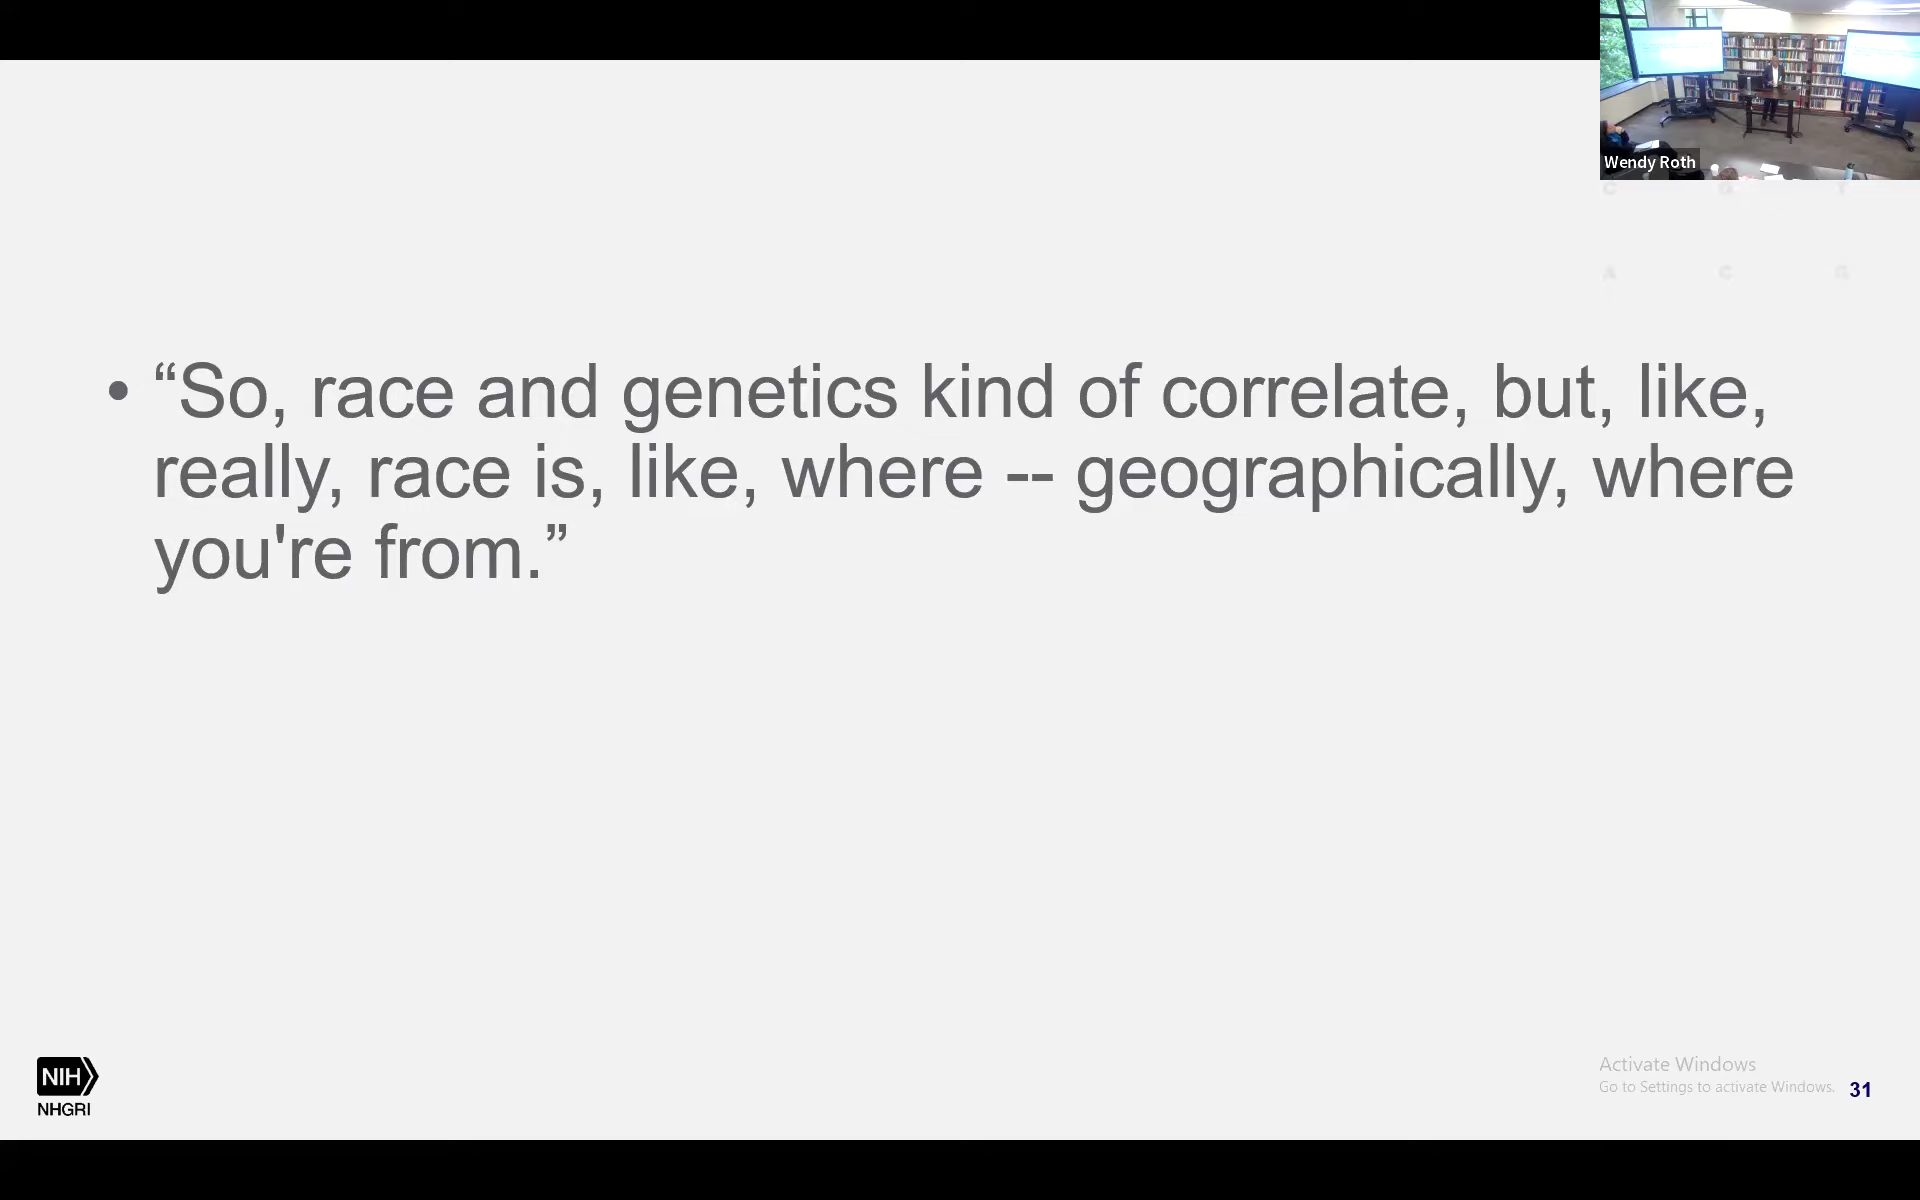 Wendy Roth
C G T
A C G
• “So, race and genetics kind of correlate, but, like,
really, race is, like, where -- geographically, where
you're from.”
NIH
NHGRI
Activate Windows
Go to Settings to activate Windows.
31